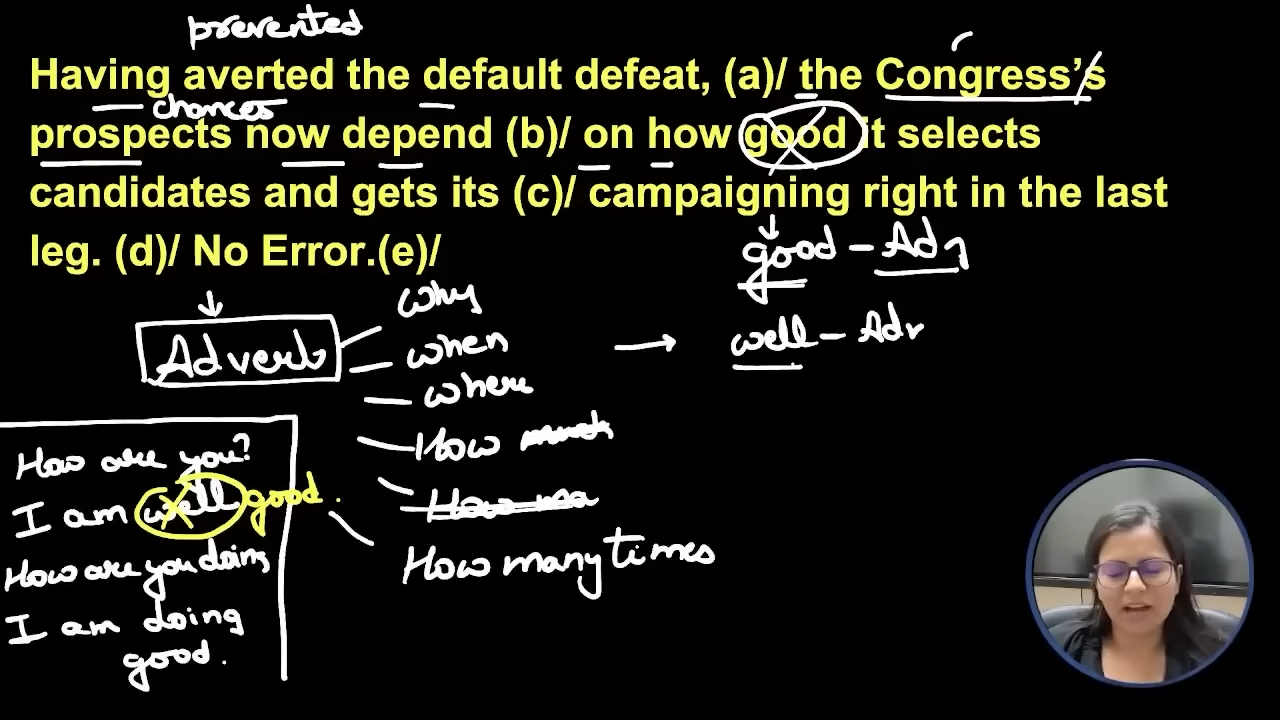 prevented
Having averted the default defeat, (a)/ the Congress's
chances
prospects now depend (b)/ on how good it selects
candidates and gets its (c)/ campaigning right in the last
leg. (d)/ No Error.(e)/
good - Adj
well - Adv
Adverb
why
when
where
How much
How ma
How many times
How are you?
I am well good.
How are you doing
I am doing
good.